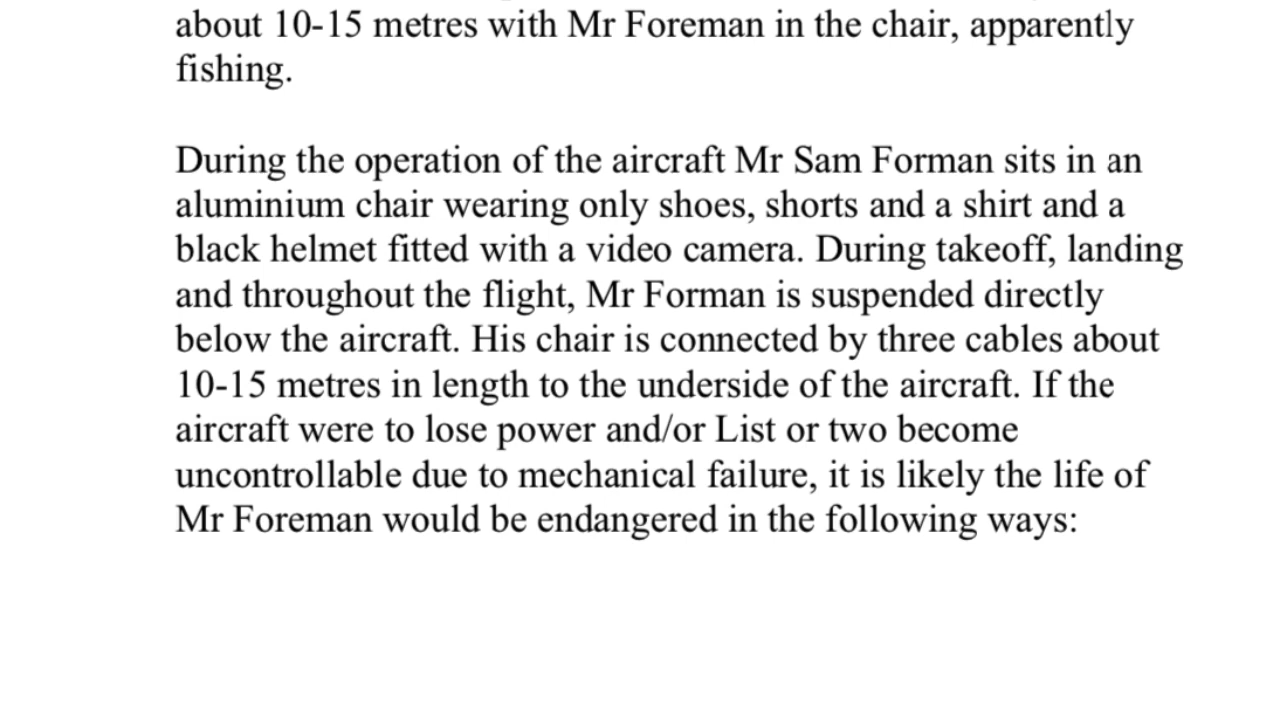 about 10-15 metres with Mr Foreman in the chair, apparently
fishing.
During the operation of the aircraft Mr Sam Forman sits in an
aluminium chair wearing only shoes, shorts and a shirt and a
black helmet fitted with a video camera. During takeoff, landing
and throughout the flight, Mr Forman is suspended directly
below the aircraft. His chair is connected by three cables about
10-15 metres in length to the underside of the aircraft. If the
aircraft were to lose power and/or List or two become
uncontrollable due to mechanical failure, it is likely the life of
Mr Foreman would be endangered in the following ways: